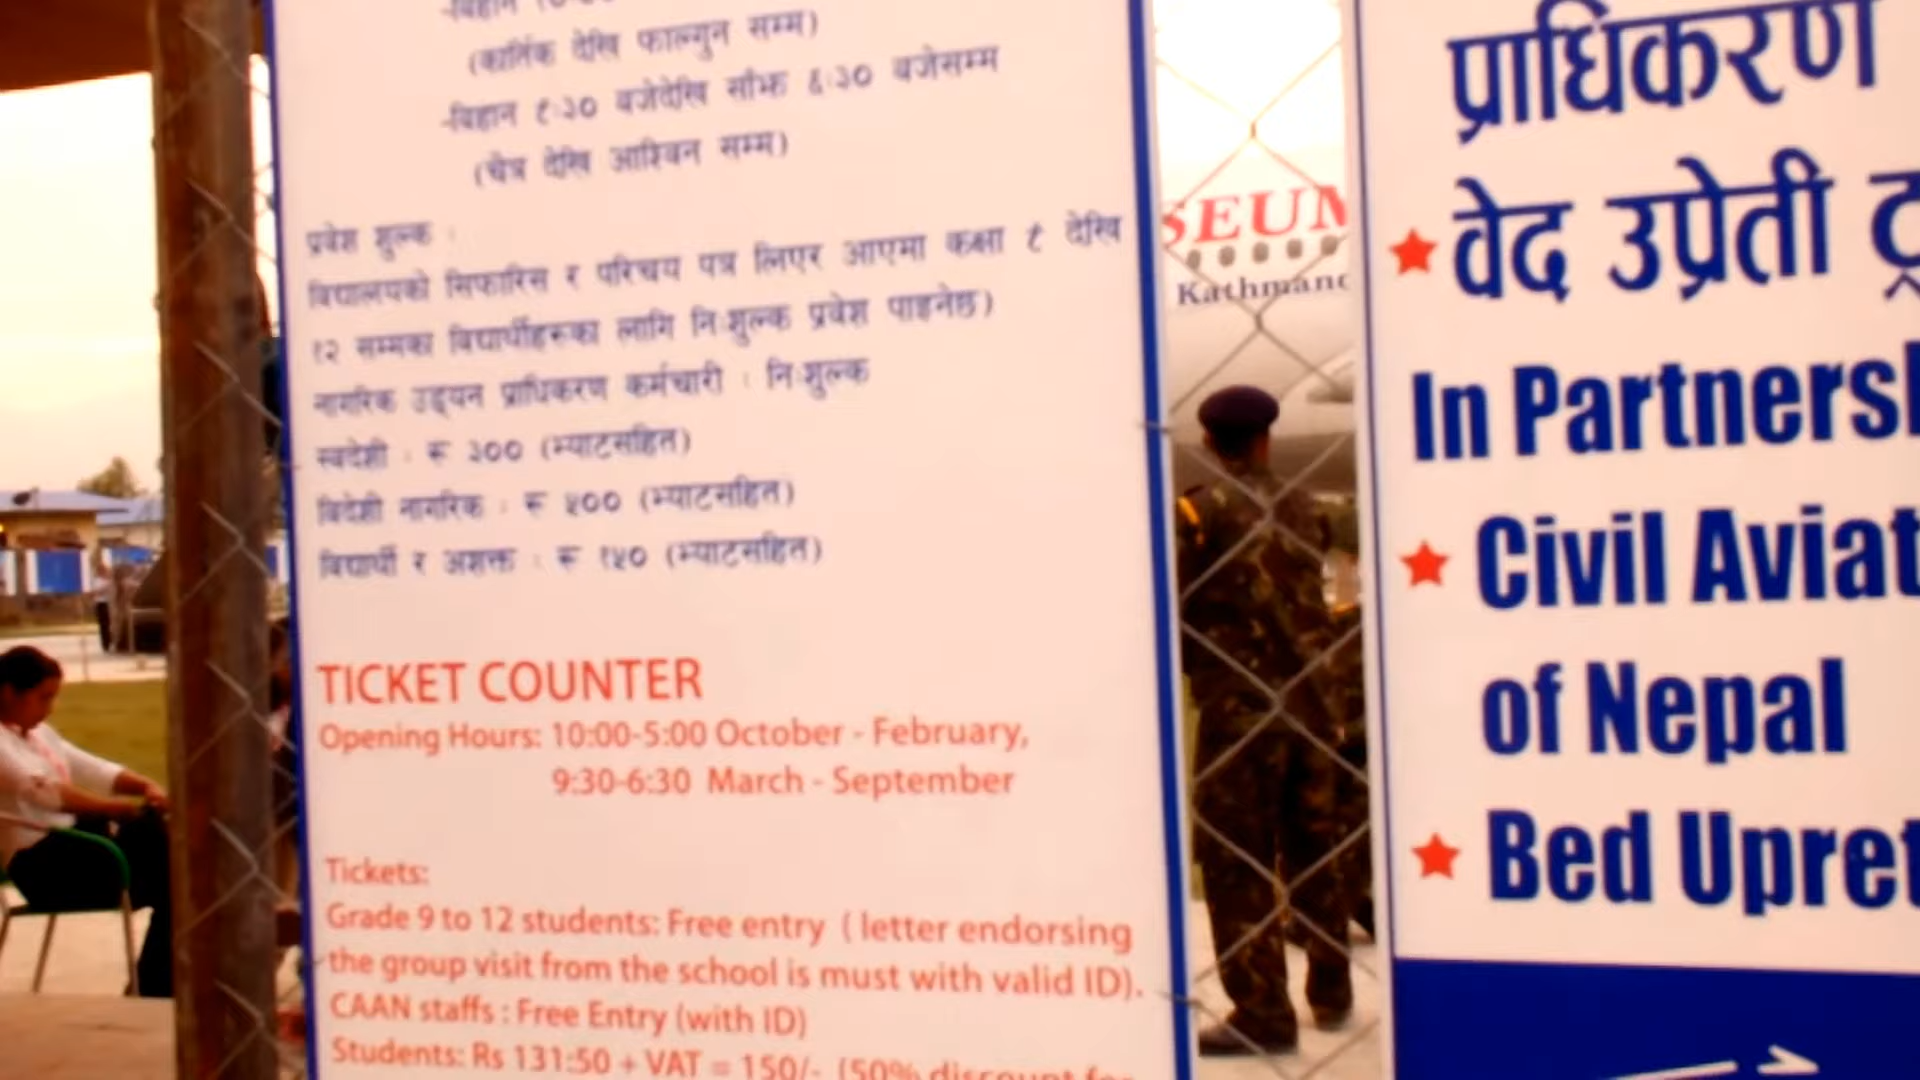 -विहान
(कार्तिक देखि फाल्गुन सम्म)
-विहान ९:३० बजेदेखि साँझ ६:३० बजेसम्म
(चैत्र देखि आश्विन सम्म)
प्रवेश शुल्क :
विद्यालयको सिफारिस र परिचय पत्र लिएर आएमा कक्षा ९ देखि
१२ सम्मका विद्यार्थीहरूका लागि निःशुल्क प्रवेश पाइनेछ)
नागरिक उड्ययन प्राधिकरण कर्मचारी : निःशुल्क
स्वदेशी : रू ३०० (भ्याटसहित)
विदेशी नागरिक : रू ५०० (भ्याटसहित)
विद्यार्थी र अशक्त : रू १५० (भ्याटसहित)
TICKET COUNTER
Opening Hours: 10:00-5:00 October - February,
9:30-6:30 March - September
Tickets:
Grade 9 to 12 students: Free entry ( letter endorsing
the group visit from the school is must with valid ID).
CAAN staffs : Free Entry (with ID)
Students: Rs 131:50 + VAT = 150/- (50% discount for
SEUM
Kathmand
प्राधिकरण
वेद उप्रेती ट्र
In Partnersh
Civil Aviat
of Nepal
Bed Upret